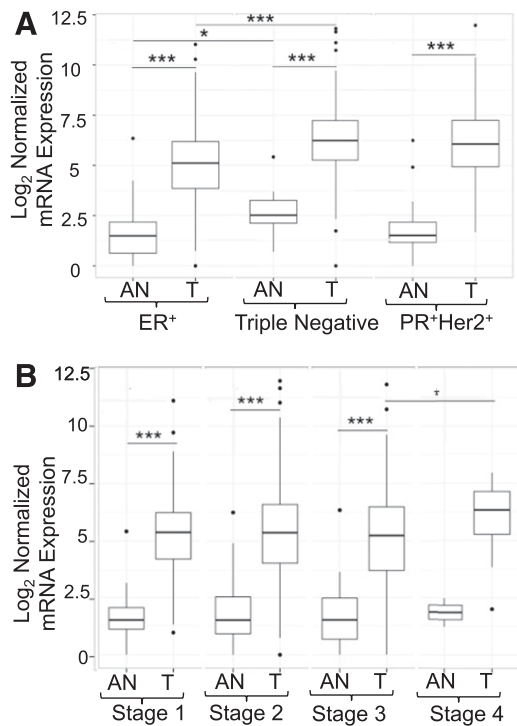 A
Log2 Normalized
mRNA Expression
12.5
10
7.5
5
2.5
0
***
*
***
***
***
AN T AN T AN T
ER+ Triple Negative PR+Her2+
B
Log2 Normalized
mRNA Expression
12.5
10
7.5
5
2.5
0
***
***
***
AN T AN T AN T AN T
Stage 1 Stage 2 Stage 3 Stage 4